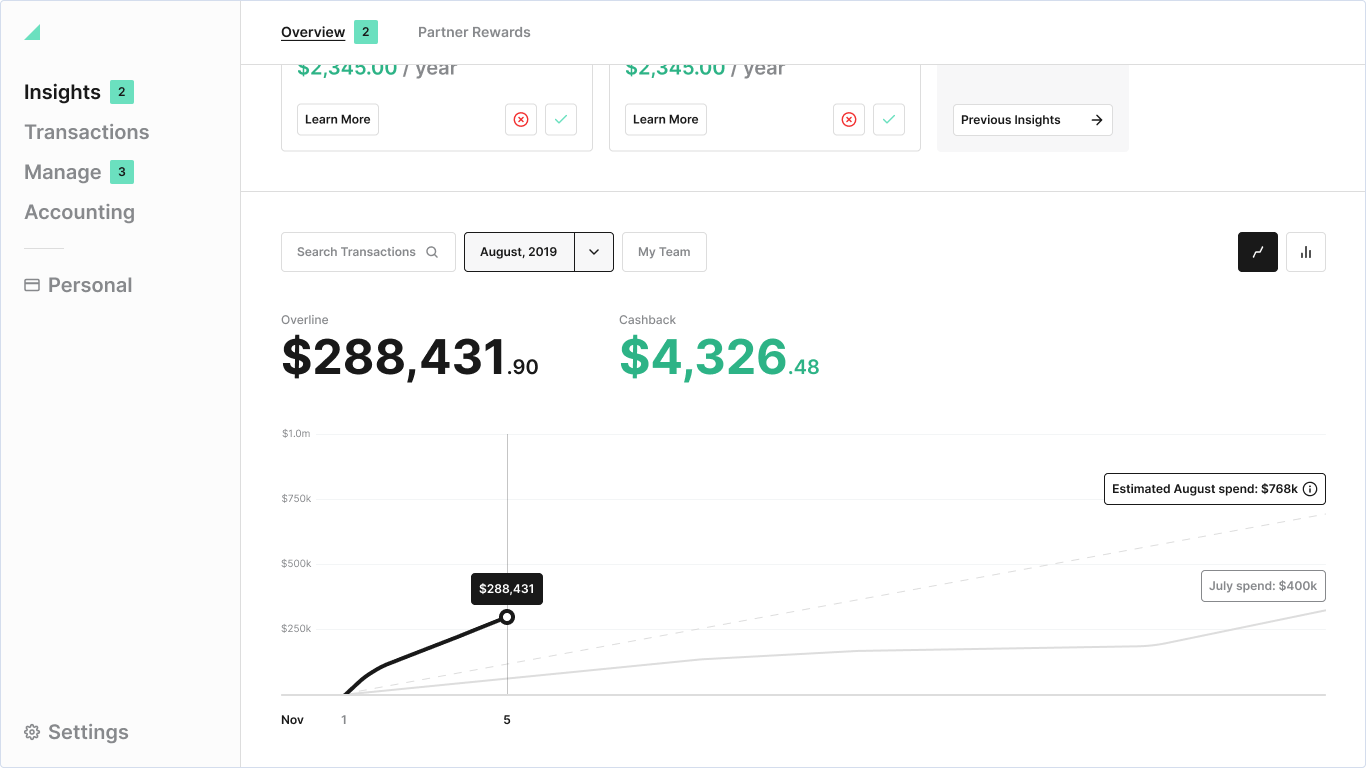 Overview 2 Partner Rewards
Insights 2
Transactions
Manage 3
Accounting
Personal
Settings
$2,345.00 / year
Learn More
$2,345.00 / year
Learn More
Previous Insights
Search Transactions
August, 2019
My Team
Overline
$288,431.90
Cashback
$4,326.48
$1.0m
$750k
$500k
$250k
Estimated August spend: $768k
July spend: $400k
$288,431
Nov 1 5